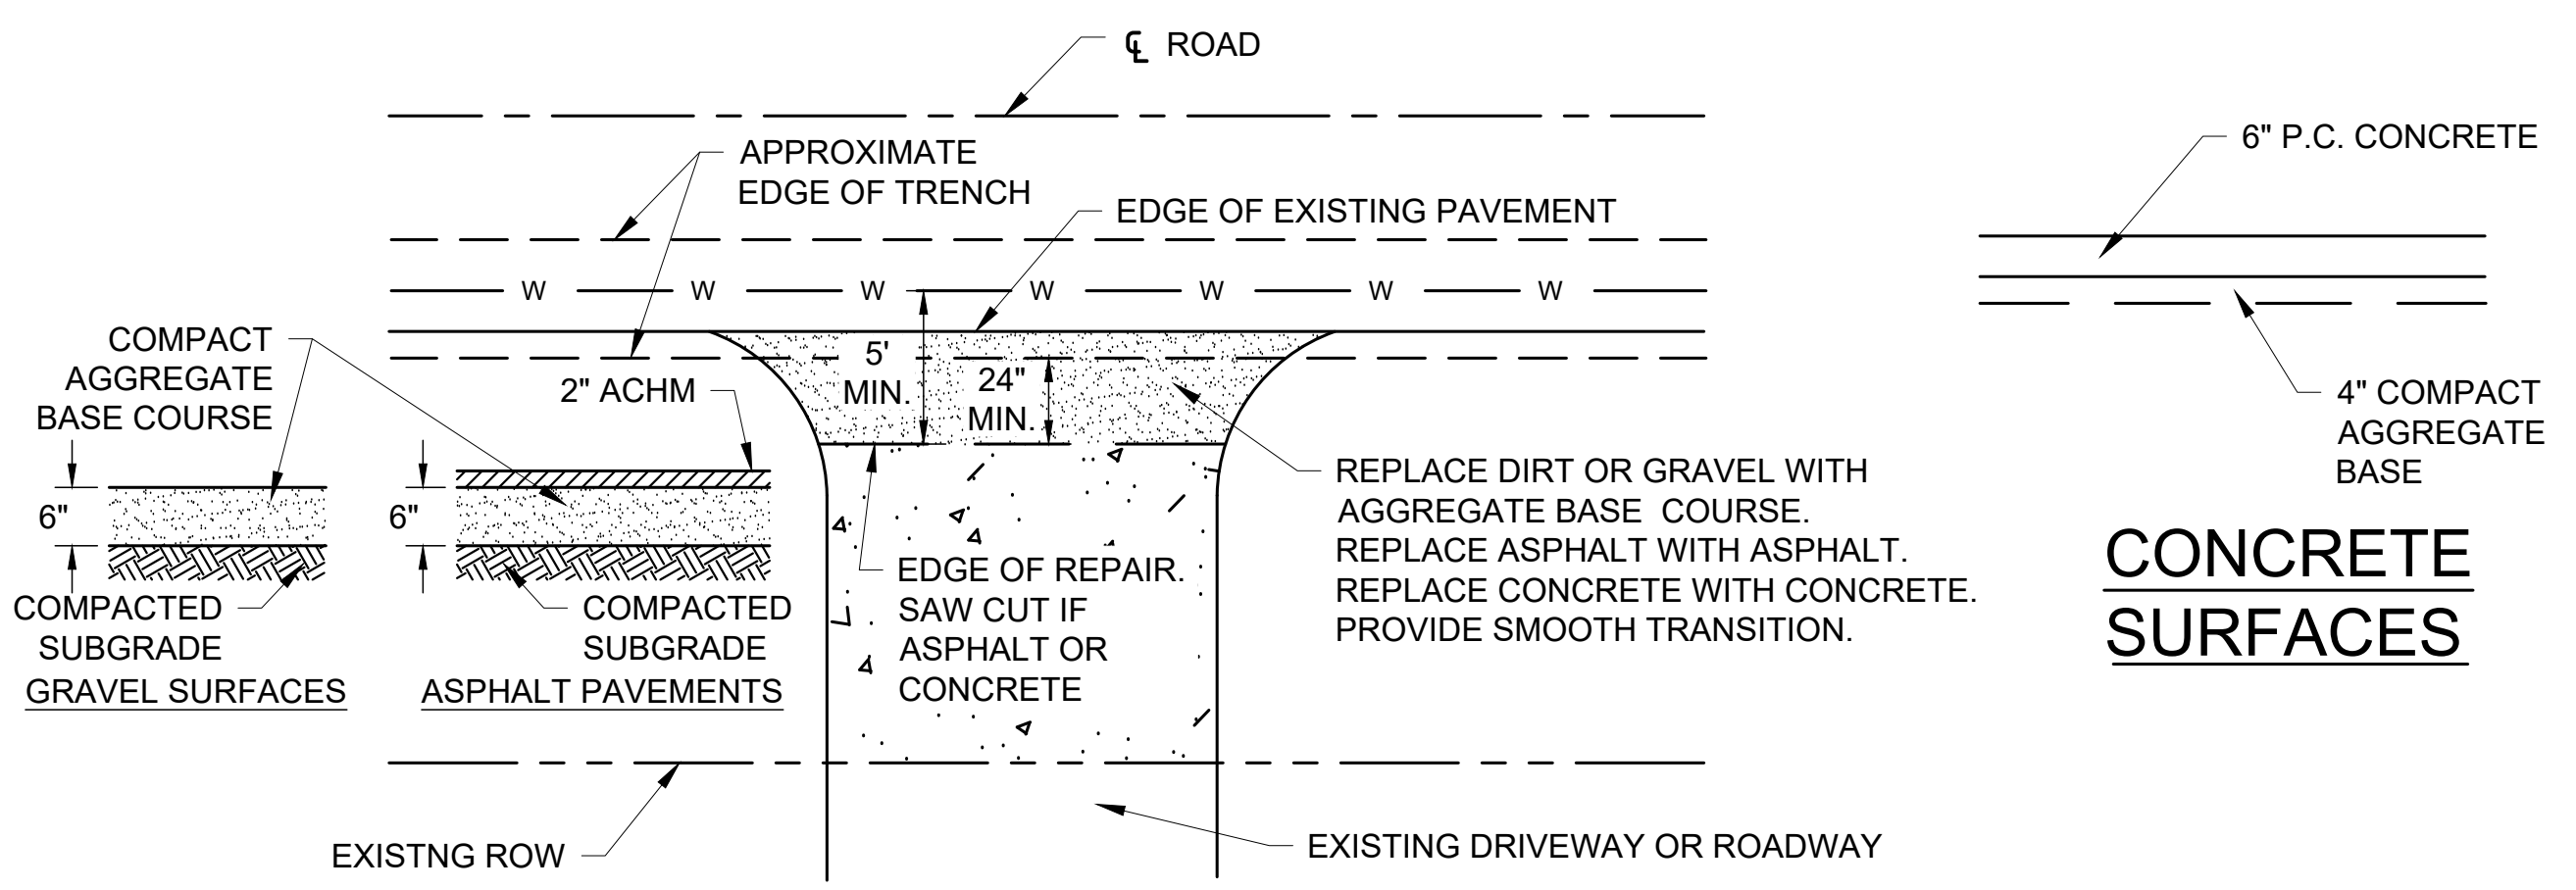 ℄ ROAD
APPROXIMATE
EDGE OF TRENCH
EDGE OF EXISTING PAVEMENT
W W W W W W W
COMPACT
AGGREGATE
BASE COURSE
2" ACHM
5'
MIN.
24"
MIN.
6"
6"
COMPACTED
SUBGRADE
GRAVEL SURFACES
COMPACTED
SUBGRADE
ASPHALT PAVEMENTS
EDGE OF REPAIR.
SAW CUT IF
ASPHALT OR
CONCRETE
REPLACE DIRT OR GRAVEL WITH
AGGREGATE BASE COURSE.
REPLACE ASPHALT WITH ASPHALT.
REPLACE CONCRETE WITH CONCRETE.
PROVIDE SMOOTH TRANSITION.
EXISTNG ROW
EXISTING DRIVEWAY OR ROADWAY
6" P.C. CONCRETE
4" COMPACT
AGGREGATE
BASE
CONCRETE
SURFACES